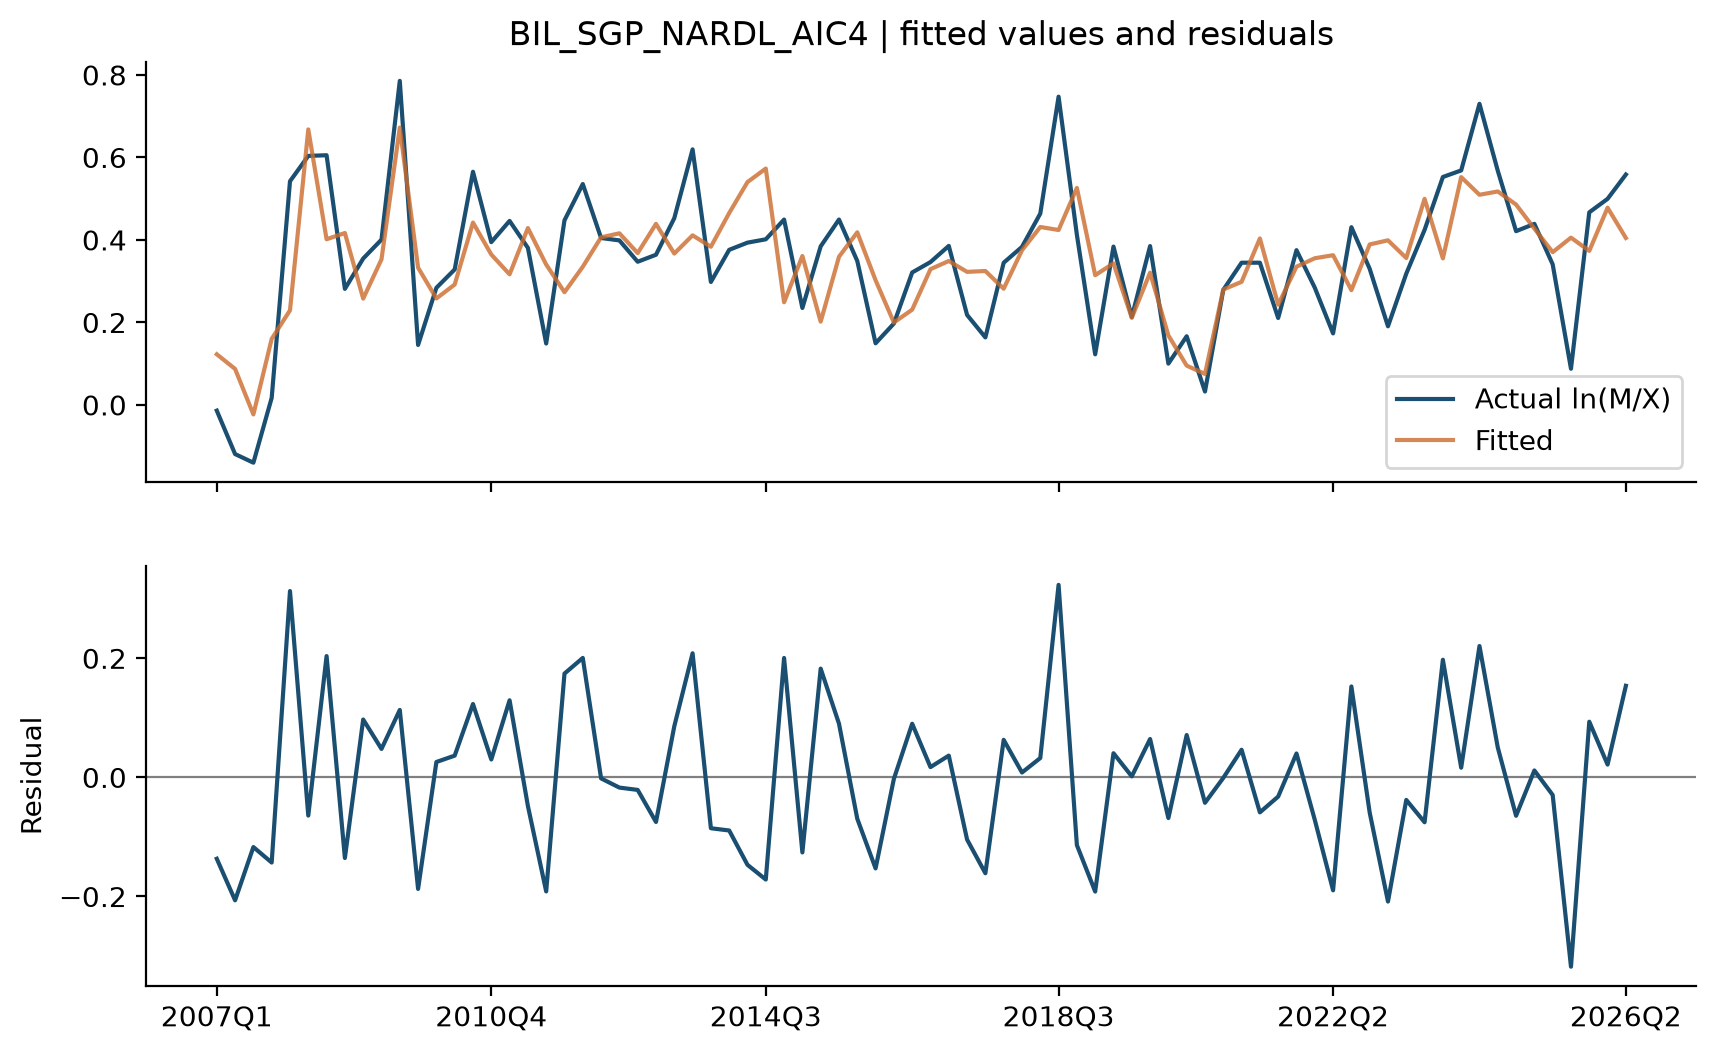 BIL_SGP_NARDL_AIC4 | fitted values and residuals
0.8
0.6
0.4
0.2
0.0
Actual ln(M/X)
Fitted
Residual
0.2
0.0
−0.2
2007Q1 2010Q4 2014Q3 2018Q3 2022Q2 2026Q2